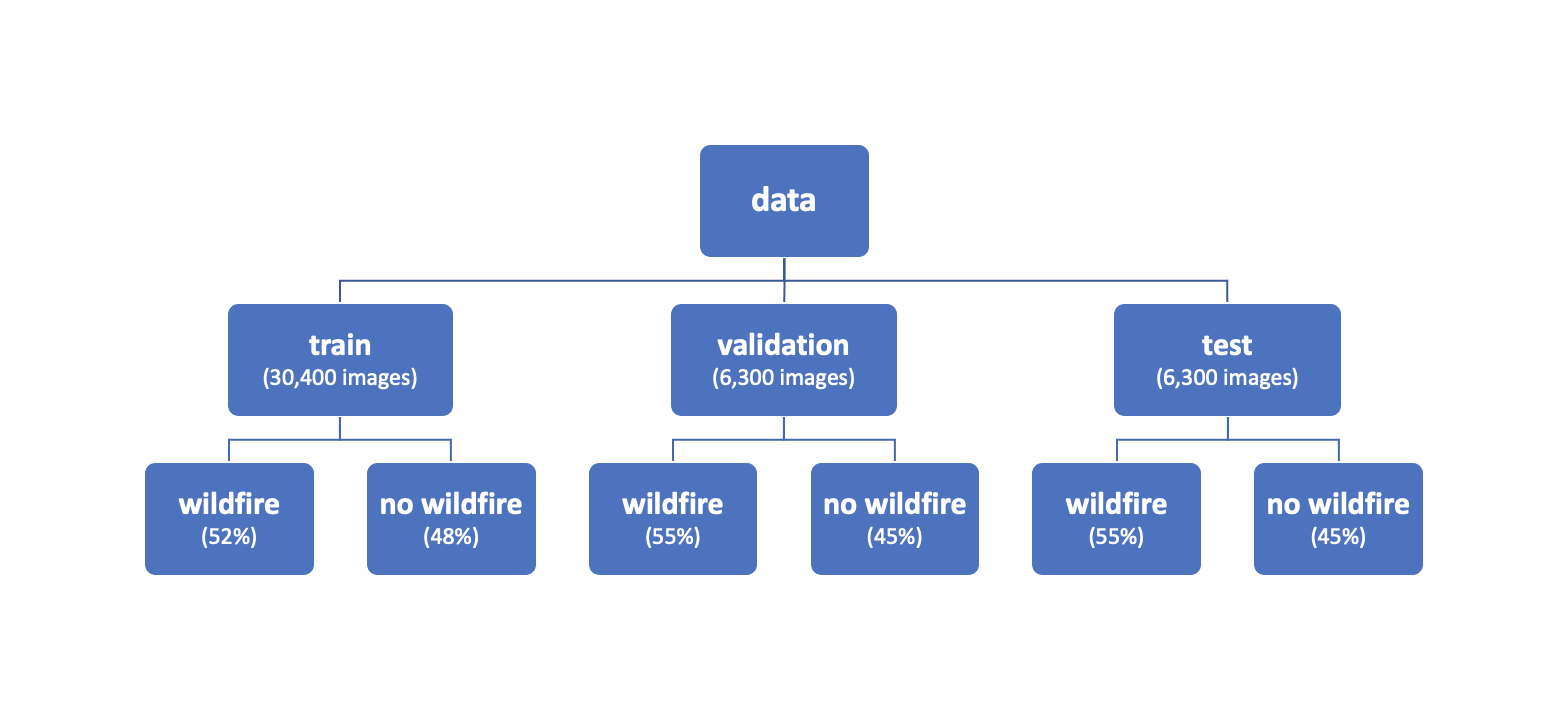 data
train
(30,400 images)
validation
(6,300 images)
test
(6,300 images)
wildfire
(52%)
no wildfire
(48%)
wildfire
(55%)
no wildfire
(45%)
wildfire
(55%)
no wildfire
(45%)